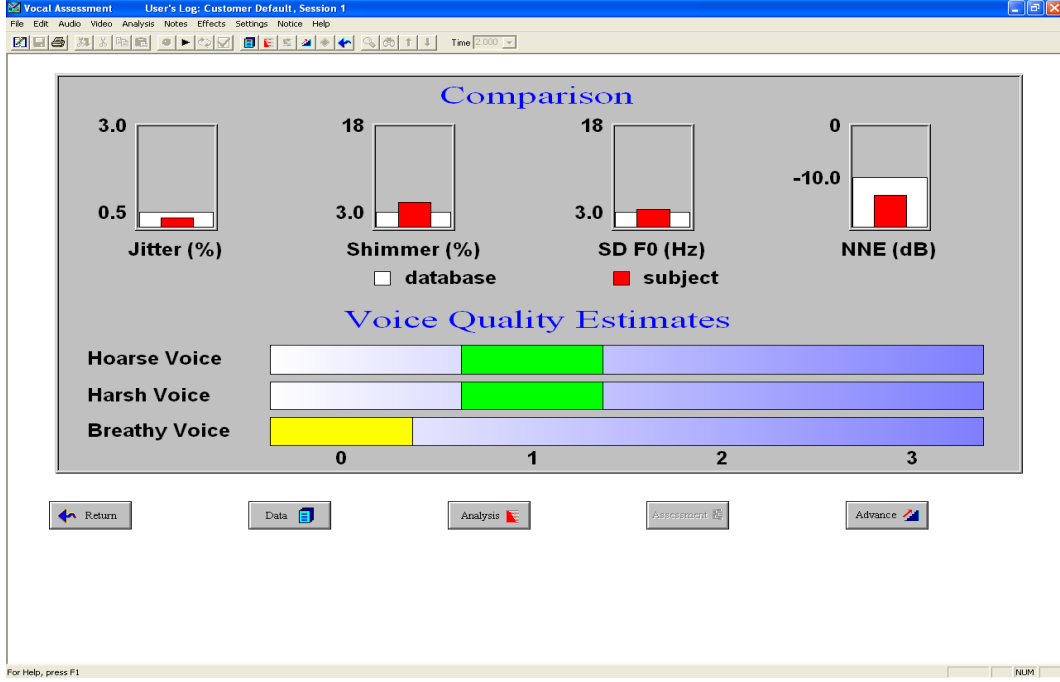 Vocal Assessment User's Log: Customer Default, Session 1
File Edit Audio Video Analysis Notes Effects Settings Notice Help
Time 2.000
Comparison
3.0 18 18 0
-10.0
0.5 3.0 3.0
Jitter (%) Shimmer (%) SD F0 (Hz) NNE (dB)
database subject
Voice Quality Estimates
Hoarse Voice
Harsh Voice
Breathy Voice
0 1 2 3
Return Data Analysis Assessment Advance
For Help, press F1 NUM